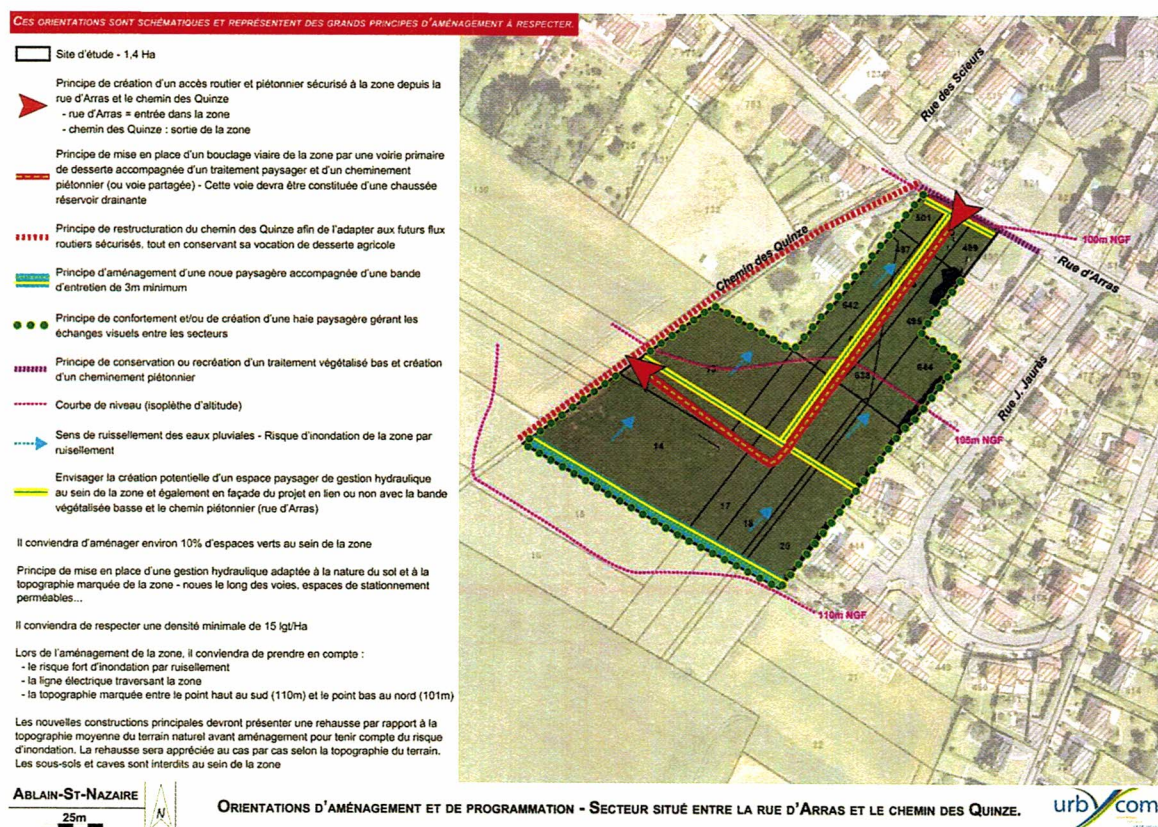 CES ORIENTATIONS SONT SCHÉMATIQUES ET REPRÉSENTENT DES GRANDS PRINCIPES D'AMÉNAGEMENT À RESPECTER.
Site d'étude - 1,4 Ha
Principe de création d'un accès routier et piétonnier sécurisé à la zone depuis la
rue d'Arras et le chemin des Quinze
- rue d'Arras = entrée dans la zone
- chemin des Quinze : sortie de la zone
Principe de mise en place d'un bouclage viaire de la zone par une voirie primaire
de desserte accompagnée d'un traitement paysager et d'un cheminement
piétonnier (ou voie partagée) - Cette voie devra être constituée d'une chaussée
réservoir drainante
Principe de restructuration du chemin des Quinze afin de l'adapter aux futurs flux
routiers sécurisés, tout en conservant sa vocation de desserte agricole
Principe d'aménagement d'une noue paysagère accompagnée d'une bande
d'entretien de 3m minimum
Principe de confortement et/ou de création d'une haie paysagère gérant les
échanges visuels entre les secteurs
Principe de conservation ou recréation d'un traitement végétalisé bas et création
d'un cheminement piétonnier
Courbe de niveau (isoplèthe d'altitude)
Sens de ruissellement des eaux pluviales - Risque d'inondation de la zone par
ruisellement
Envisager la création potentielle d'un espace paysager de gestion hydraulique
au sein de la zone et également en façade du projet en lien ou non avec la bande
végétalisée basse et le chemin piétonnier (rue d'Arras)
Il conviendra d'aménager environ 10% d'espaces verts au sein de la zone
Principe de mise en place d'une gestion hydraulique adaptée à la nature du sol et à la
topographie marquée de la zone - noues le long des voies, espaces de stationnement
perméables...
Il conviendra de respecter une densité minimale de 15 lgt/Ha
Lors de l'aménagement de la zone, il conviendra de prendre en compte :
- le risque fort d'inondation par ruisellement
- la ligne électrique traversant la zone
- la topographie marquée entre le point haut au sud (110m) et le point bas au nord (101m)
Les nouvelles constructions principales devront présenter une rehausse par rapport à la
topographie moyenne du terrain naturel avant aménagement pour tenir compte du risque
d'inondation. La rehausse sera appréciée au cas par cas selon la topographie du terrain.
Les sous-sols et caves sont interdits au sein de la zone
Rue des Scieurs
Chemin des Quinze
501
487
499
100m NGF
Rue d'Arras
642
495
638
644
Rue J. Jaurès
105m NGF
14
17
18
20
110m NGF
ABLAIN-ST-NAZAIRE
25m
N
ORIENTATIONS D'AMÉNAGEMENT ET DE PROGRAMMATION - SECTEUR SITUÉ ENTRE LA RUE D'ARRAS ET LE CHEMIN DES QUINZE.
urbycom